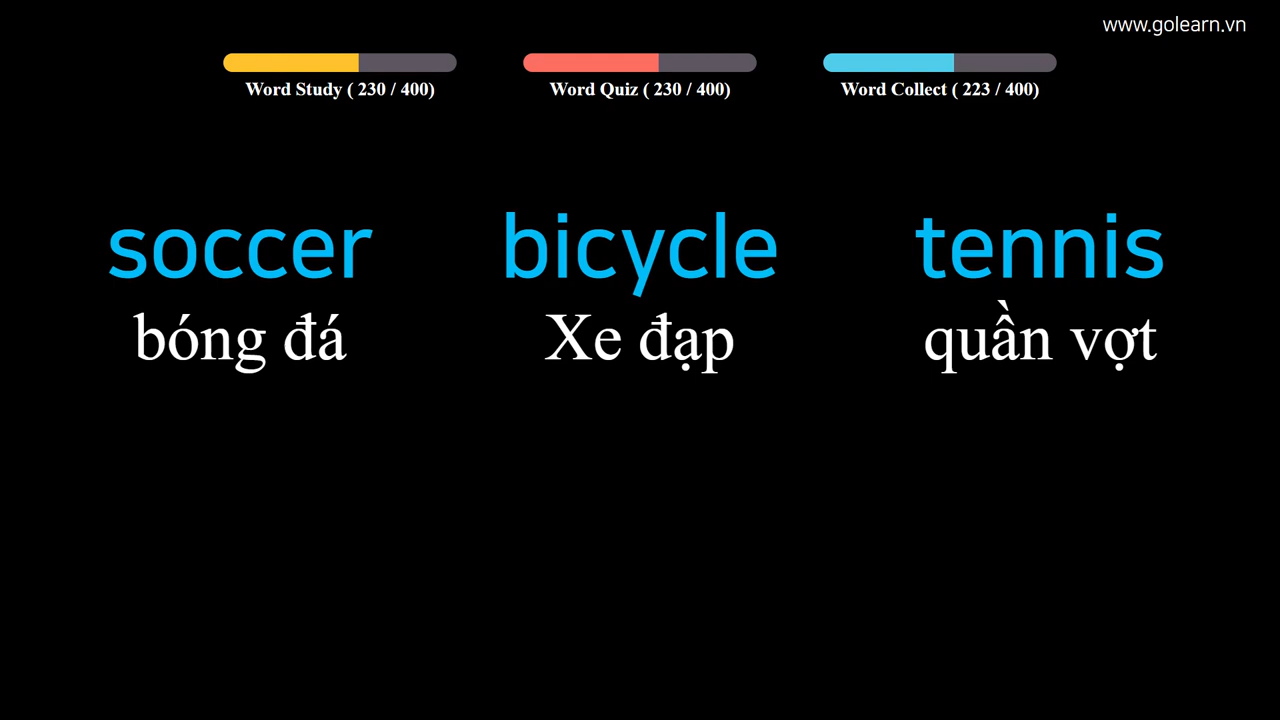 www.golearn.vn
Word Study ( 230 / 400) Word Quiz ( 230 / 400) Word Collect ( 223 / 400)
soccer bicycle tennis
bóng đá Xe đạp quần vợt